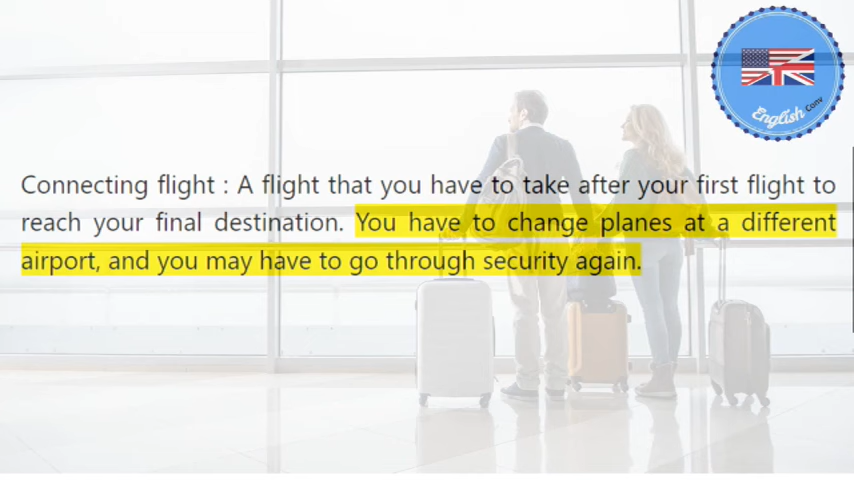 English Conv
Connecting flight : A flight that you have to take after your first flight to
reach your final destination. You have to change planes at a different
airport, and you may have to go through security again.